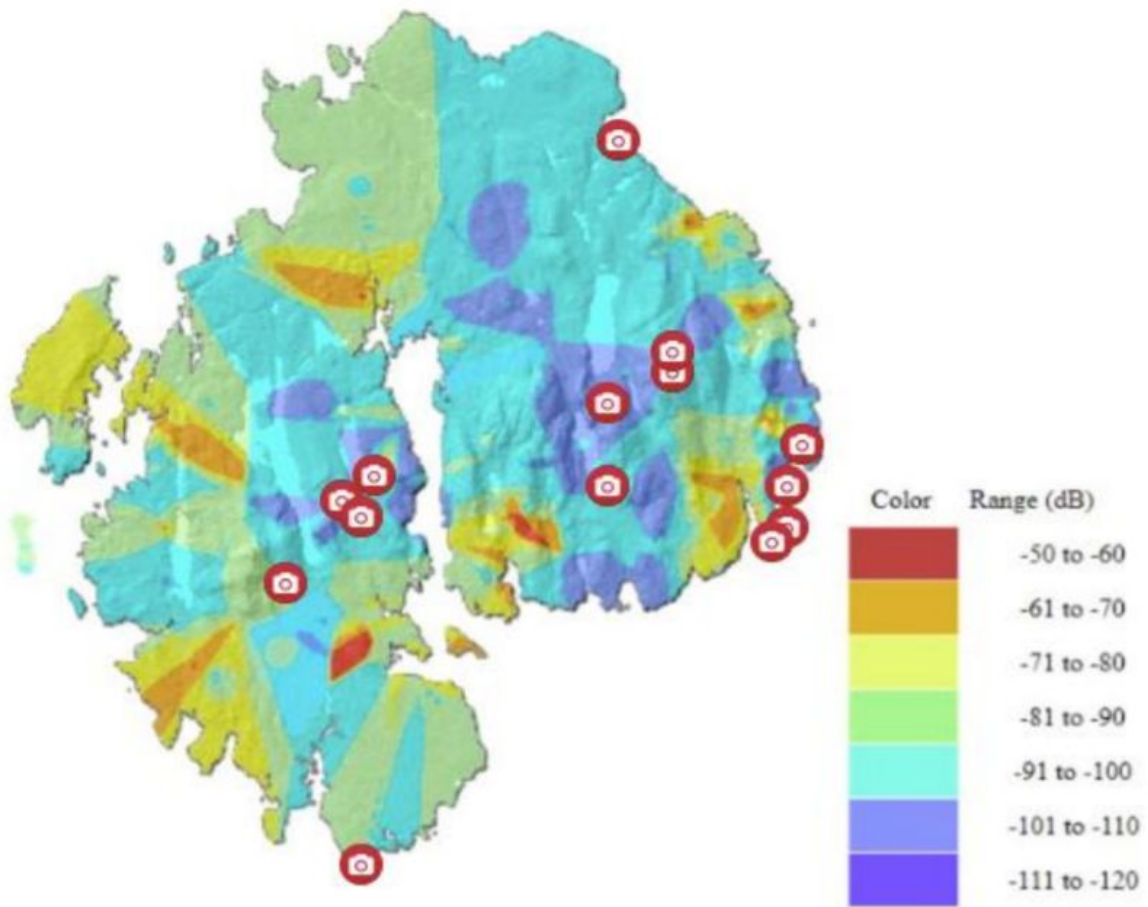 Color Range (dB)
-50 to -60
-61 to -70
-71 to -80
-81 to -90
-91 to -100
-101 to -110
-111 to -120